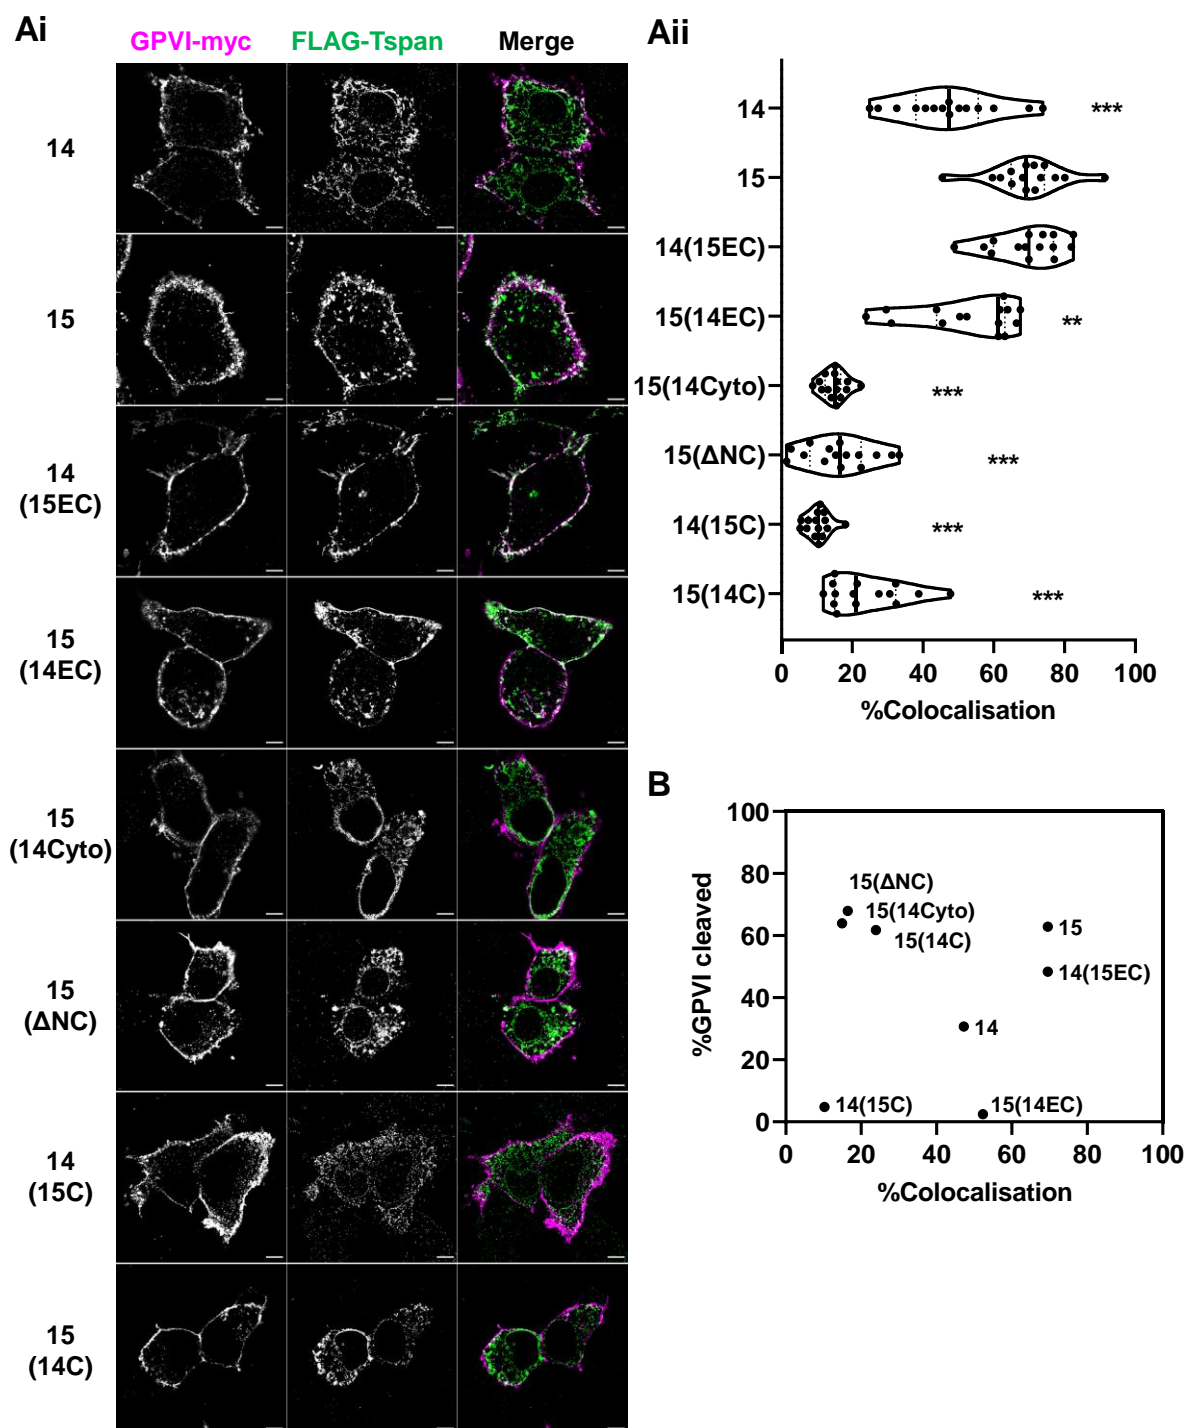 Ai
GPVI-myc FLAG-Tspan Merge
14
15
14
(15EC)
15
(14EC)
15
(14Cyto)
15
(ΔNC)
14
(15C)
15
(14C)
Aii
14 ***
15
14(15EC)
15(14EC) **
15(14Cyto) ***
15(ΔNC) ***
14(15C) ***
15(14C) ***
0 20 40 60 80 100
%Colocalisation
B
%GPVI cleaved
100
80
60
40
20
0
15(ΔNC)
15(14Cyto)
15(14C)
15
14(15EC)
14
14(15C)
15(14EC)
0 20 40 60 80 100
%Colocalisation